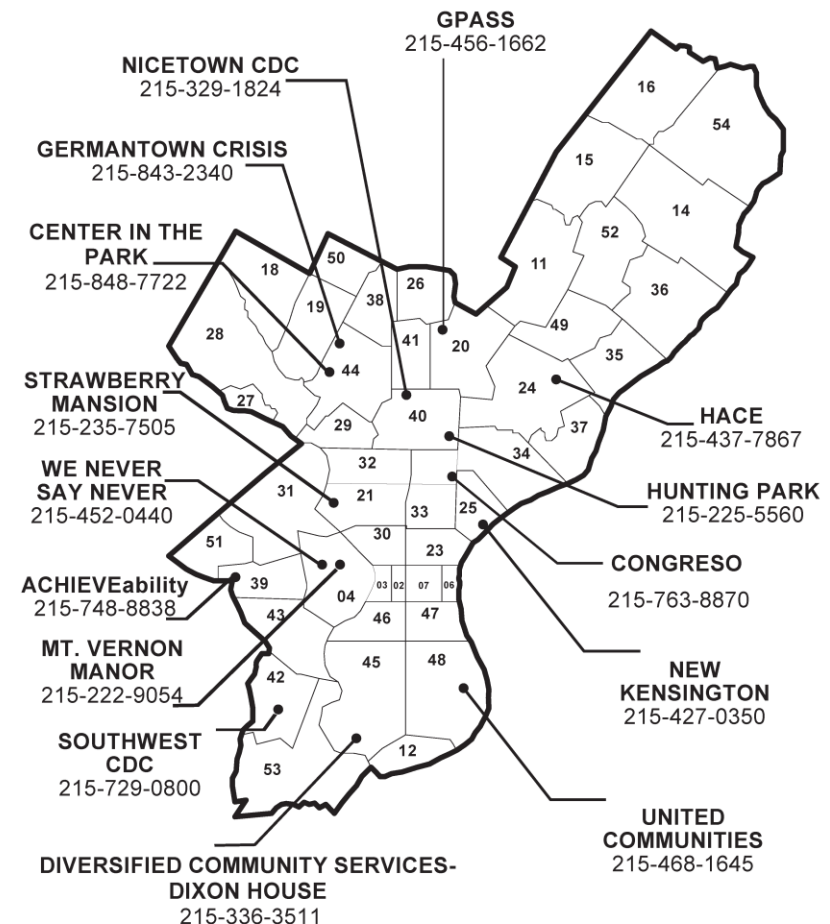 GPASS
215-456-1662
NICETOWN CDC
215-329-1824
GERMANTOWN CRISIS
215-843-2340
CENTER IN THE
PARK
215-848-7722
STRAWBERRY
MANSION
215-235-7505
WE NEVER
SAY NEVER
215-452-0440
ACHIEVEability
215-748-8838
MT. VERNON
MANOR
215-222-9054
SOUTHWEST
CDC
215-729-0800
DIVERSIFIED COMMUNITY SERVICES-
DIXON HOUSE
215-336-3511
HACE
215-437-7867
HUNTING PARK
215-225-5560
CONGRESO
215-763-8870
NEW
KENSINGTON
215-427-0350
UNITED
COMMUNITIES
215-468-1645
16
54
15
14
52
11
36
50
18
26
38
19
28
49
41
20
35
44
24
27
40
37
29
34
32
31
21
33
25
30
51
23
39
03
02
07
06
04
43
46
47
45
48
42
12
53